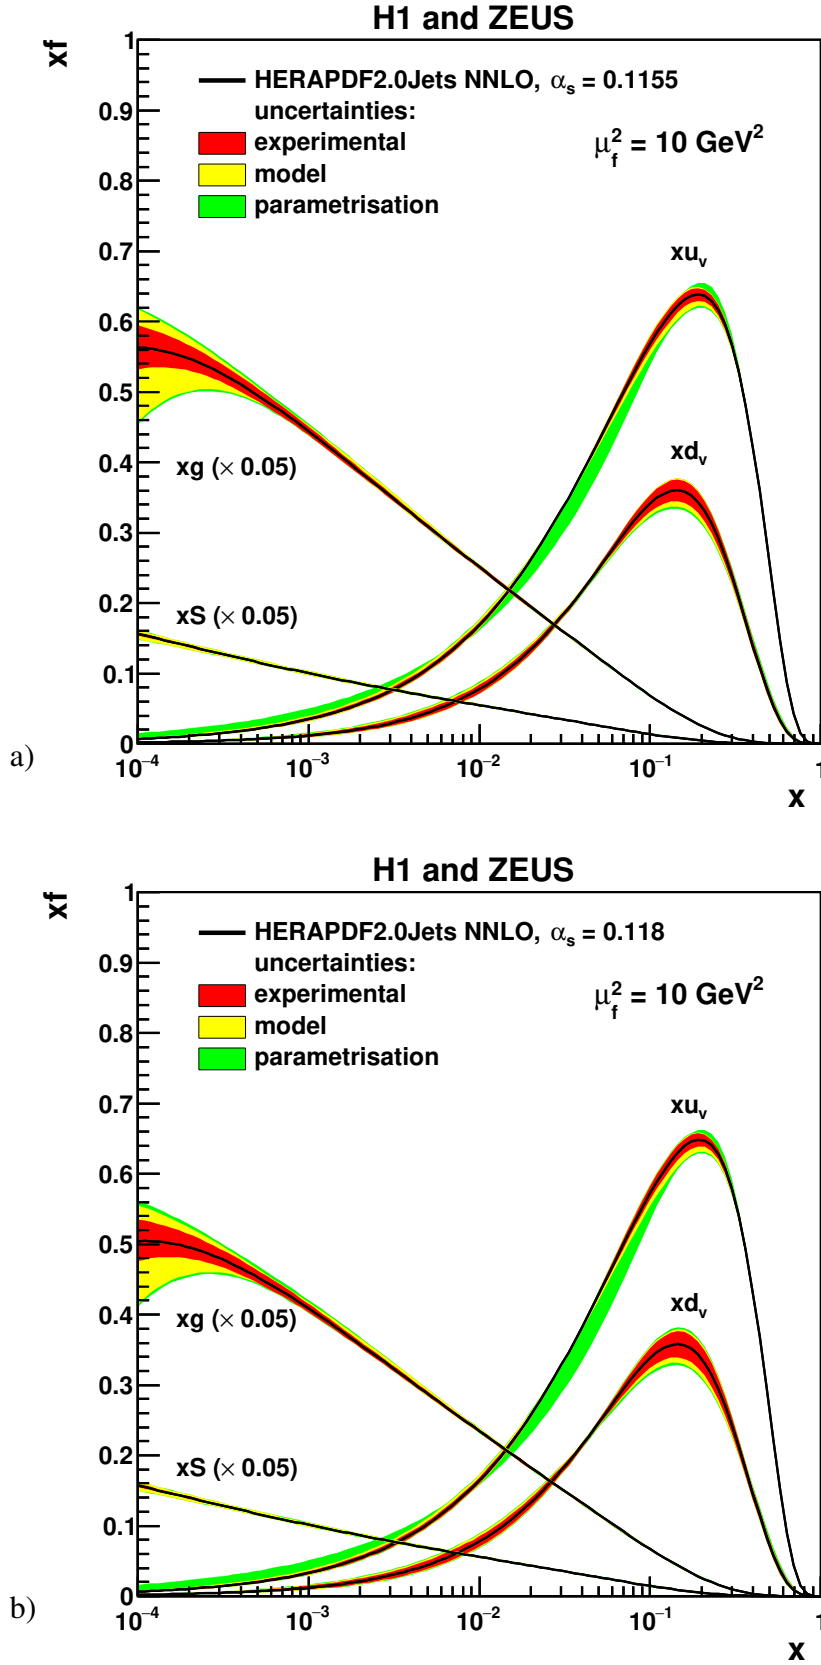 H1 and ZEUS
xf
1
HERAPDF2.0Jets NNLO, αs = 0.1155
uncertainties:
0.9
experimental
μf² = 10 GeV²
model
0.8
parametrisation
0.7
xuv
0.6
0.5
xg (× 0.05)
xdv
0.4
0.3
xS (× 0.05)
0.2
0.1
0
a)
10⁻⁴ 10⁻³ 10⁻² 10⁻¹ 1
x
H1 and ZEUS
xf
1
HERAPDF2.0Jets NNLO, αs = 0.118
uncertainties:
0.9
experimental
μf² = 10 GeV²
model
0.8
parametrisation
0.7
xuv
0.6
0.5
xdv
xg (× 0.05)
0.4
0.3
0.2
xS (× 0.05)
0.1
0
b)
10⁻⁴ 10⁻³ 10⁻² 10⁻¹ 1
x